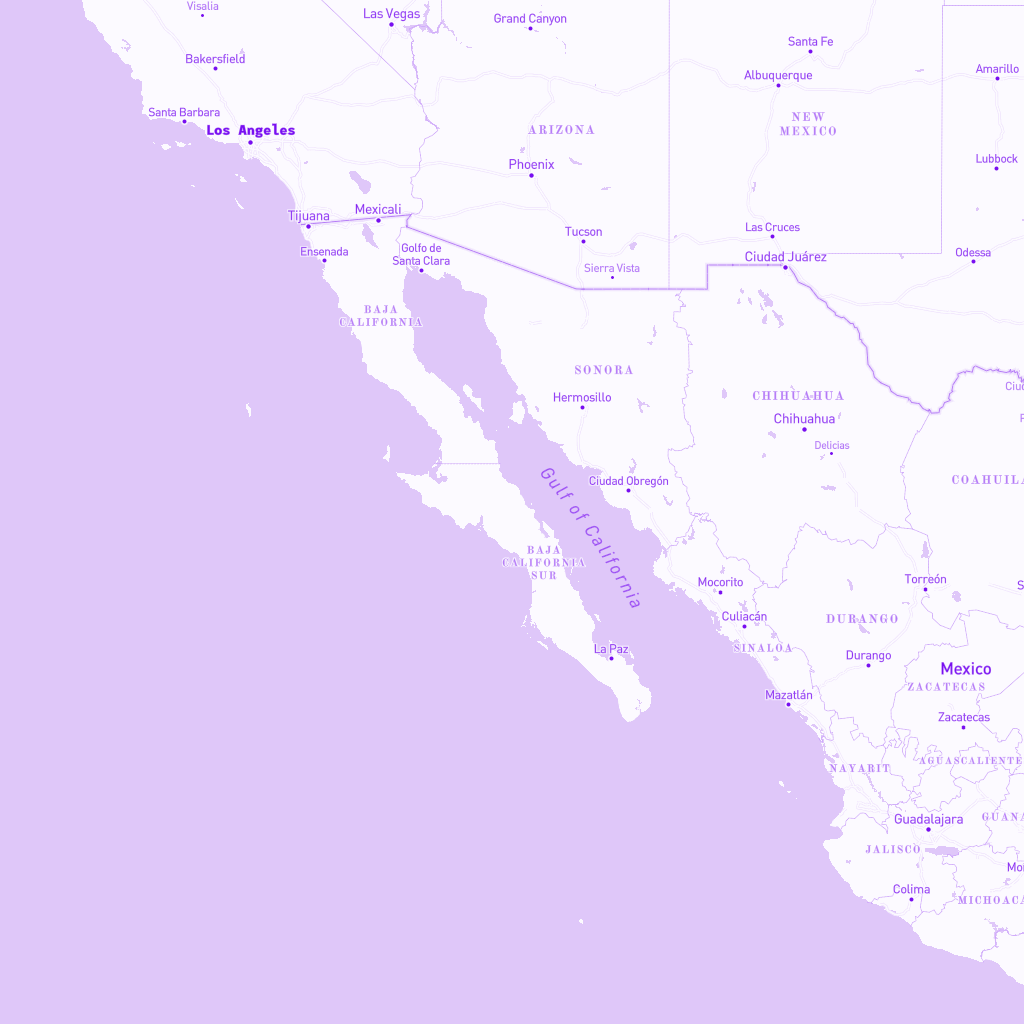 Visalia
Las Vegas
Grand Canyon
Santa Fe
Bakersfield
Albuquerque
Amarillo
Santa Barbara
Los Angeles
ARIZONA
NEW
MEXICO
Phoenix
Lubbock
Tijuana
Mexicali
Tucson
Las Cruces
Ensenada
Golfo de
Santa Clara
Sierra Vista
Ciudad Juárez
Odessa
BAJA
CALIFORNIA
SONORA
CHIHUAHUA
Hermosillo
Chihuahua
Delicias
Ciudad Obregón
COAHUILA
Gulf of California
BAJA
CALIFORNIA
SUR
Mocorito
Torreón
Culiacán
DURANGO
SINALOA
La Paz
Durango
Mexico
ZACATECAS
Mazatlán
Zacatecas
NAYARIT
AGUASCALIENTE
Guadalajara
GUANA
JALISCO
Colima
MICHOACÁ